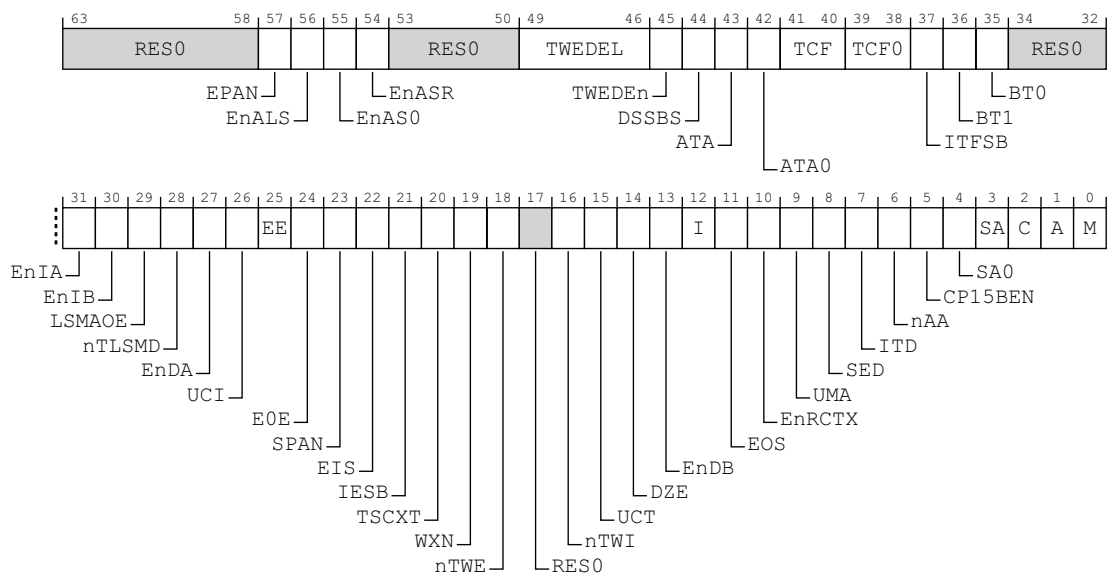 63 58 57 56 55 54 53 50 49 46 45 44 43 42 41 40 39 38 37 36 35 34 32
RES0 RES0 TWEDEL TCF TCF0 RES0
EPAN EnASR TWEDEn BT0
EnALS EnAS0 DSSBS BT1
ATA ITFSB
ATA0
31 30 29 28 27 26 25 24 23 22 21 20 19 18 17 16 15 14 13 12 11 10 9 8 7 6 5 4 3 2 1 0
EE I SA C A M
EnIA SA0
EnIB CP15BEN
LSMAOE nAA
nTLSMD ITD
EnDA SED
UCI UMA
E0E EnRCTX
SPAN EOS
EIS EnDB
IESB DZE
TSCXT UCT
WXN nTWI
nTWE RES0